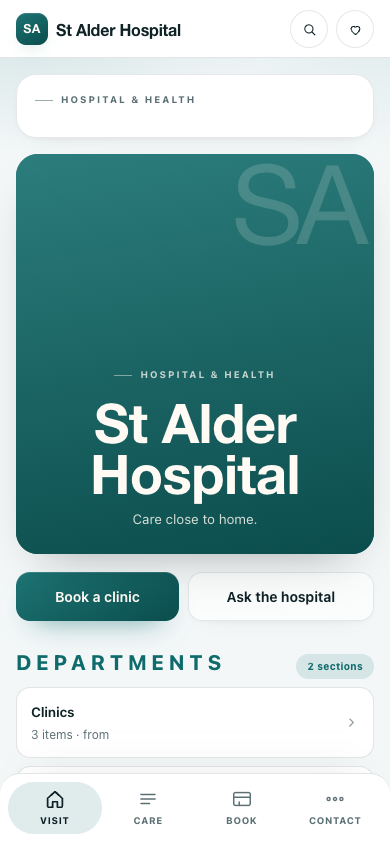 SA St Alder Hospital
HOSPITAL & HEALTH
SA
HOSPITAL & HEALTH
St Alder
Hospital
Care close to home.
Book a clinic
Ask the hospital
DEPARTMENTS
2 sections
Clinics
3 items · from
VISIT
CARE
BOOK
CONTACT